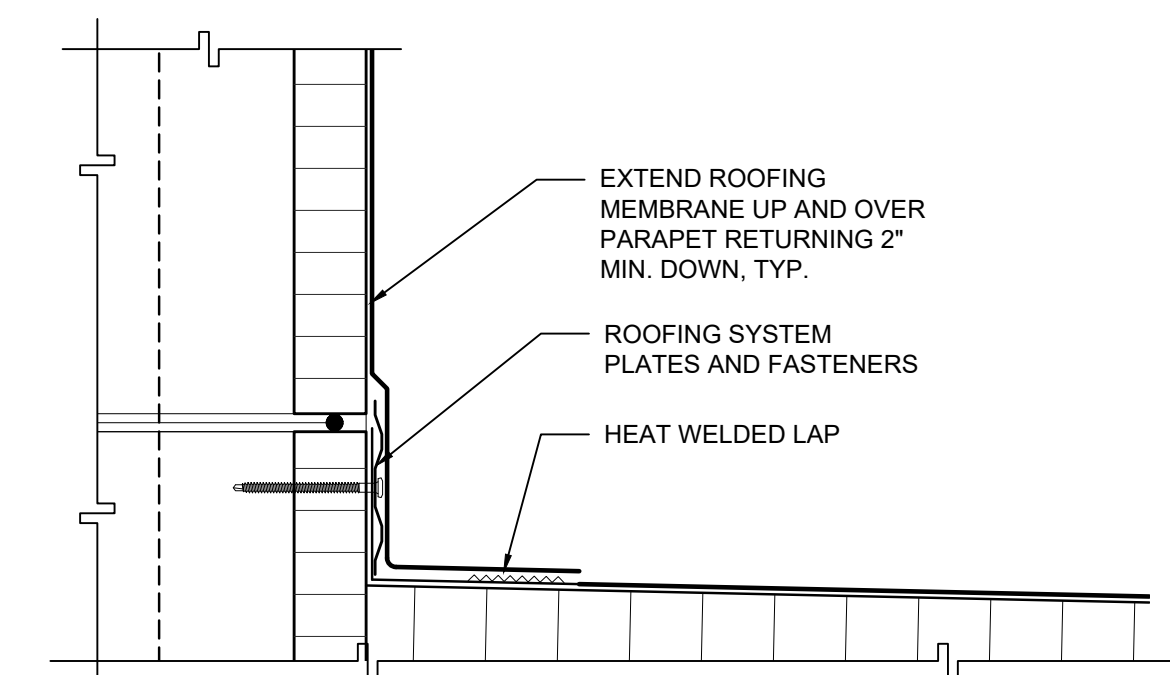 EXTEND ROOFING
MEMBRANE UP AND OVER
PARAPET RETURNING 2"
MIN. DOWN, TYP.
ROOFING SYSTEM
PLATES AND FASTENERS
HEAT WELDED LAP